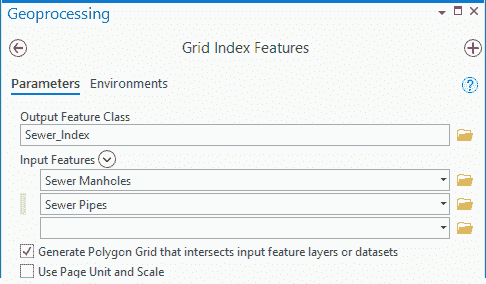 Geoprocessing
Grid Index Features
Parameters Environments
Output Feature Class
Sewer_Index
Input Features
Sewer Manholes
Sewer Pipes
Generate Polygon Grid that intersects input feature layers or datasets
Use Page Unit and Scale